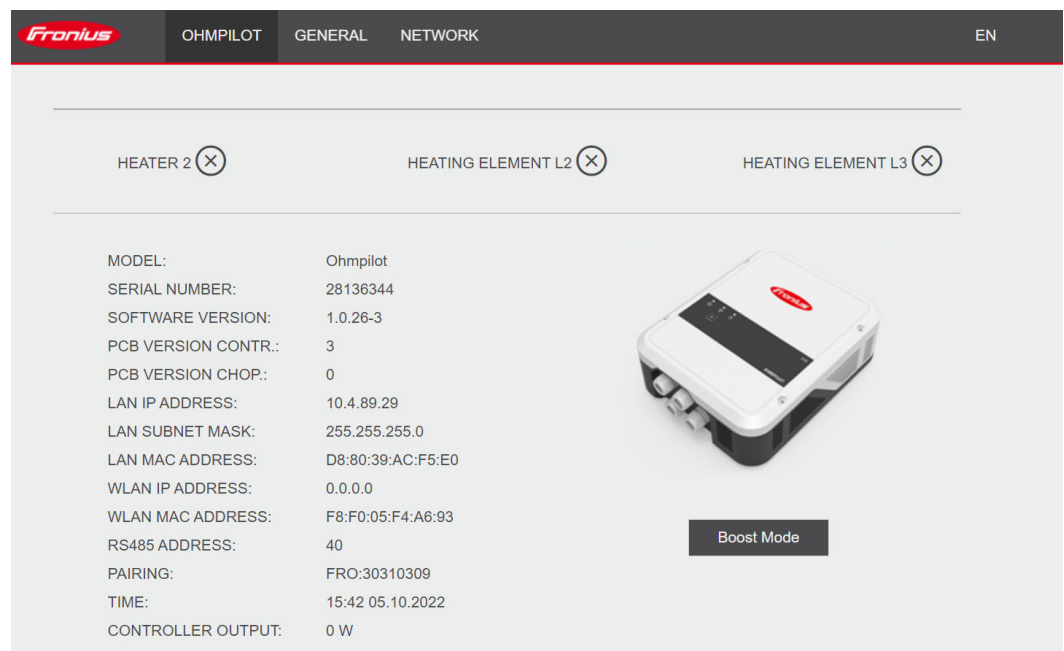 Fronius OHMPILOT GENERAL NETWORK EN
HEATER 2 HEATING ELEMENT L2 HEATING ELEMENT L3
MODEL: Ohmpilot
SERIAL NUMBER: 28136344
SOFTWARE VERSION: 1.0.26-3
PCB VERSION CONTR.: 3
PCB VERSION CHOP.: 0
LAN IP ADDRESS: 10.4.89.29
LAN SUBNET MASK: 255.255.255.0
LAN MAC ADDRESS: D8:80:39:AC:F5:E0
WLAN IP ADDRESS: 0.0.0.0
WLAN MAC ADDRESS: F8:F0:05:F4:A6:93
RS485 ADDRESS: 40
PAIRING: FRO:30310309
TIME: 15:42 05.10.2022
CONTROLLER OUTPUT: 0 W
Fronius
Boost Mode